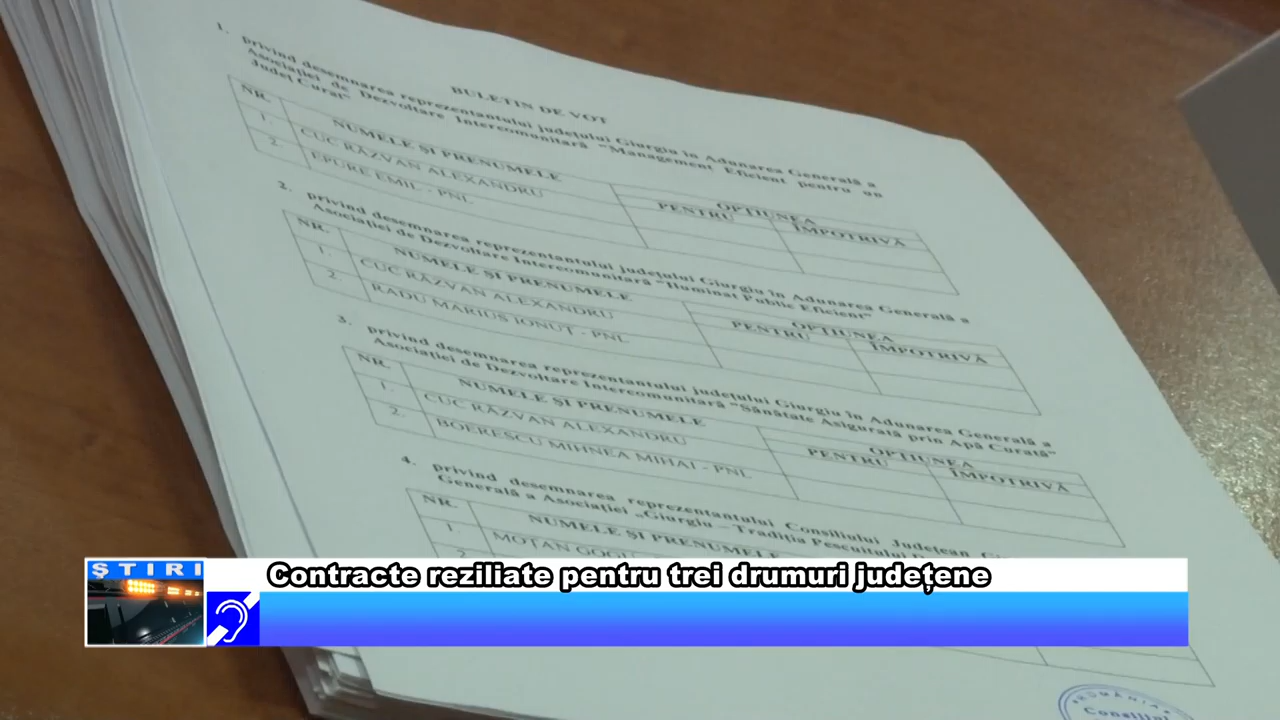 BULETIN DE VOT
1. privind desemnarea reprezentantului județului Giurgiu în Adunarea Generală a
Asociației de Dezvoltare Intercomunitară "Management Eficient pentru un
Județ Curat"
NR. NUMELE ȘI PRENUMELE OPȚIUNEA
PENTRU ÎMPOTRIVĂ
1. CUC RĂZVAN ALEXANDRU
2. EPURE EMIL - PNL
2. privind desemnarea reprezentantului județului Giurgiu în Adunarea Generală a
Asociației de Dezvoltare Intercomunitară "Iluminat Public Eficient"
NR. NUMELE ȘI PRENUMELE OPȚIUNEA
PENTRU ÎMPOTRIVĂ
1. CUC RĂZVAN ALEXANDRU
2. RADU MARIUS IONUȚ - PNL
3. privind desemnarea reprezentantului județului Giurgiu în Adunarea Generală a
Asociației de Dezvoltare Intercomunitară "Sănătate Asigurată prin Apă Curată"
NR. NUMELE ȘI PRENUMELE OPȚIUNEA
PENTRU ÎMPOTRIVĂ
1. CUC RĂZVAN ALEXANDRU
2. BOERESCU MIHNEA MIHAI - PNL
4. privind desemnarea reprezentantului Consiliului Județean
Generală a Asociației „Giurgiu – Tradiția Pescuitului
NR. NUMELE ȘI PRENUMELE
1. MOȚAN
2.
ȘTIRI
Contracte reziliate pentru trei drumuri județene
ROMÂNIA
Consiliul